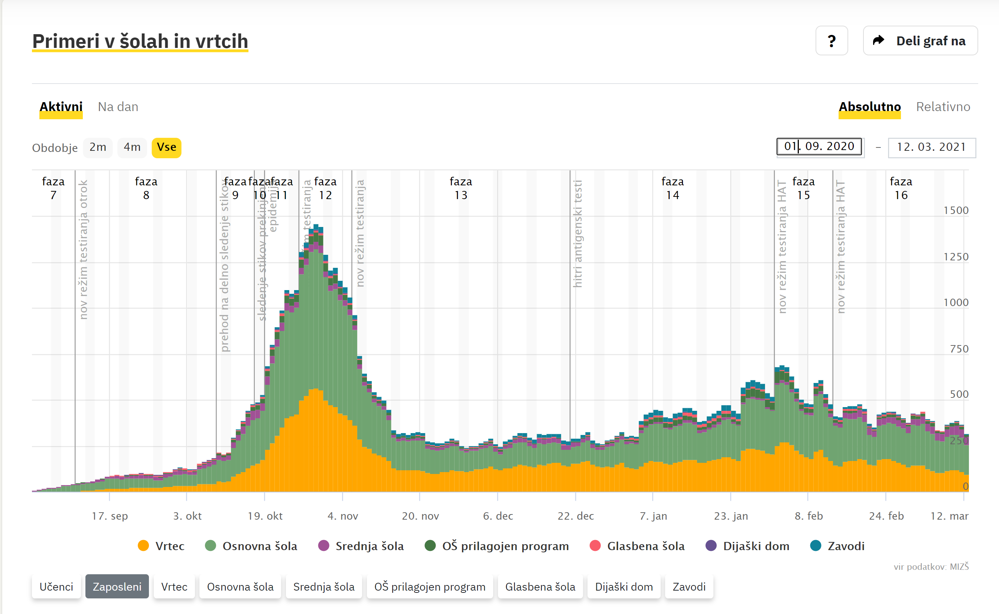 Primeri v šolah in vrtcih
?
Deli graf na
Aktivni Na dan
Absolutno Relativno
Obdobje 2m 4m Vse
01. 09. 2020 – 12. 03. 2021
faza 7
faza 8
faza 9
faza 10
faza 11
faza 12
faza 13
faza 14
faza 15
faza 16
nov režim testiranja otrok
prehod na delno sledenje stikov
sledenje stikov prekinjeno
epidemija
testiranja
nov režim testiranja
hitri antigenski testi
nov režim testiranja HAT
nov režim testiranja HAT
1500
1250
1000
750
500
250
0
17. sep 3. okt 19. okt 4. nov 20. nov 6. dec 22. dec 7. jan 23. jan 8. feb 24. feb 12. mar
Vrtec Osnovna šola Srednja šola OŠ prilagojen program Glasbena šola Dijaški dom Zavodi
vir podatkov: MIZŠ
Učenci Zaposleni Vrtec Osnovna šola Srednja šola OŠ prilagojen program Glasbena šola Dijaški dom Zavodi